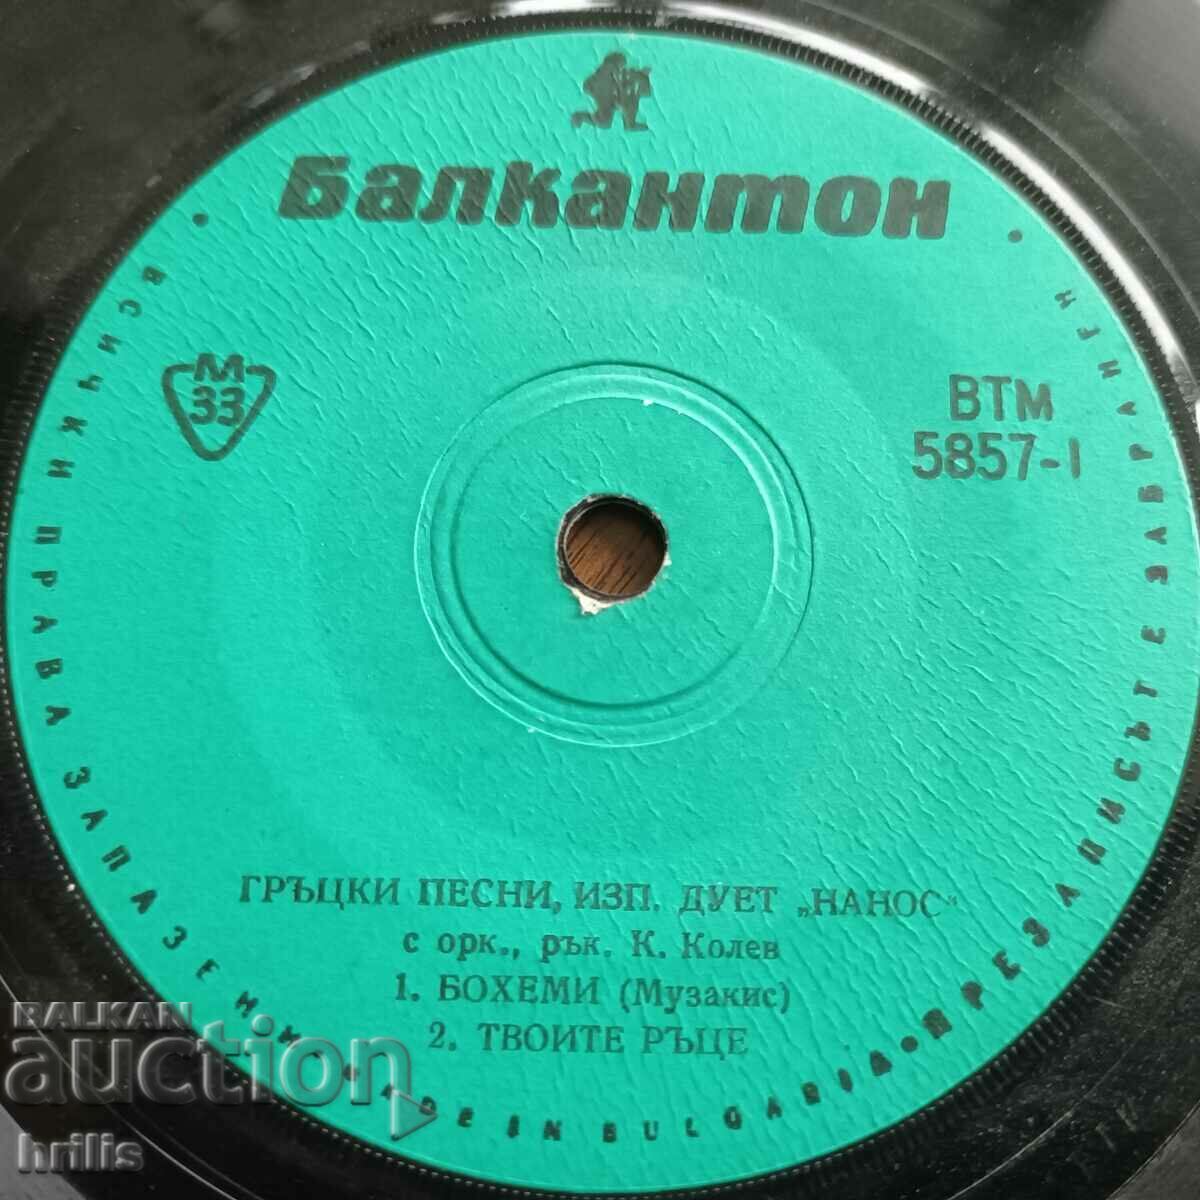 Балкантон
М
33
ВТМ
5857-1
ГРЪЦКИ ПЕСНИ, ИЗП. ДУЕТ „НАНОС“
с орк., рък. К. Колев
1. БОХЕМИ (Музакис)
2. ТВОИТЕ РЪЦЕ
• ВСИЧКИ ПРАВА ЗАПАЗЕНИ • MADE IN BULGARIA • ПРЕЗАПИСЪТ ЗАБРАНЕН •
BALKAN
auction
hrilis